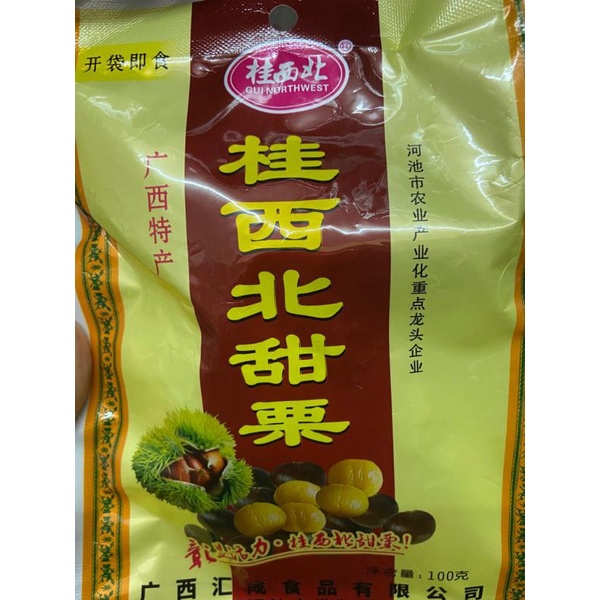 开袋即食
桂西北
GUI NORTHWEST
广西特产
桂西北甜栗
河池市农业产业化重点龙头企业
活力·桂西北甜栗!
净含量:100克
广西汇 食品有限公司